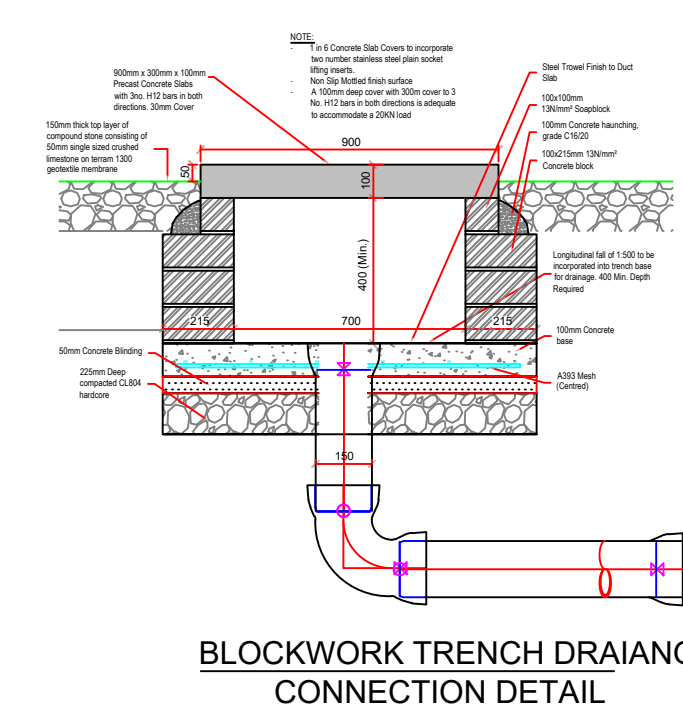 NOTE:
- 1 in 6 Concrete Slab Covers to incorporate
two number stainless steel plain socket
lifting inserts.
- Non Slip Mottled finish surface
- A 100mm deep cover with 300m cover to 3
No. H12 bars in both directions is adequate
to accommodate a 20KN load
900mm x 300mm x 100mm
Precast Concrete Slabs
with 3no. H12 bars in both
directions. 30mm Cover
150mm thick top layer of
compound stone consisting of
50mm single sized crushed
limestone on terram 1300
geotextile membrane
Steel Trowel Finish to Duct
Slab
100x100mm
13N/mm² Soapblock
100mm Concrete haunching,
grade C16/20
100x215mm 13N/mm²
Concrete block
900
50
100
400 (Min.)
Longitudinal fall of 1:500 to be
incorporated into trench base
for drainage. 400 Min. Depth
Required
215
700
215
100mm Concrete
base
50mm Concrete Blinding
225mm Deep
compacted CL804
hardcore
A393 Mesh
(Centred)
150
BLOCKWORK TRENCH DRAIANG
CONNECTION DETAIL